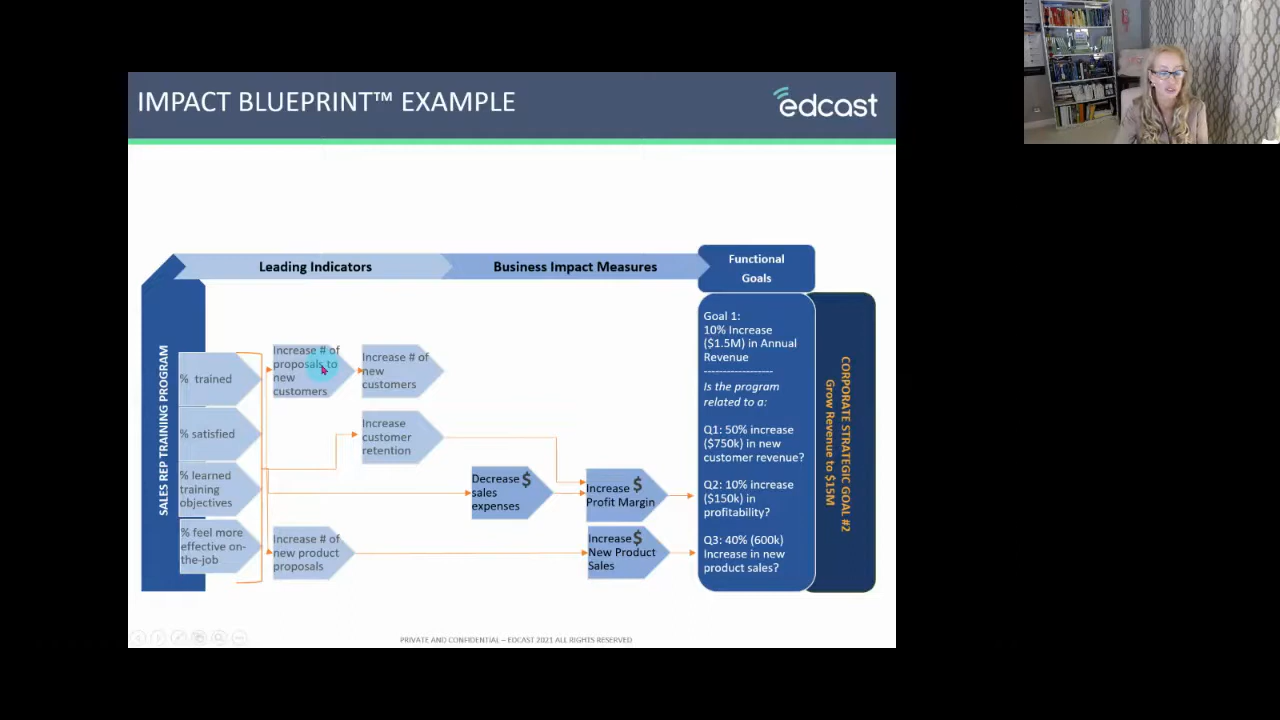 IMPACT BLUEPRINT™ EXAMPLE
edcast
Leading Indicators
Business Impact Measures
Functional
Goals
SALES REP TRAINING PROGRAM
% trained
% satisfied
% learned
training
objectives
% feel more
effective on-
the-job
Increase # of
proposals to
new
customers
Increase # of
new
customers
Increase
customer
retention
Increase # of
new product
proposals
Decrease $
sales
expenses
Increase $
Profit Margin
Increase $
New Product
Sales
Goal 1:
10% Increase
($1.5M) in Annual
Revenue
------------------
Is the program
related to a:
Q1: 50% increase
($750k) in new
customer revenue?
Q2: 10% increase
($150k) in
profitability?
Q3: 40% (600k)
Increase in new
product sales?
CORPORATE STRATEGIC GOAL #2
Grow Revenue to $15M
PRIVATE AND CONFIDENTIAL – EDCAST 2021 ALL RIGHTS RESERVED